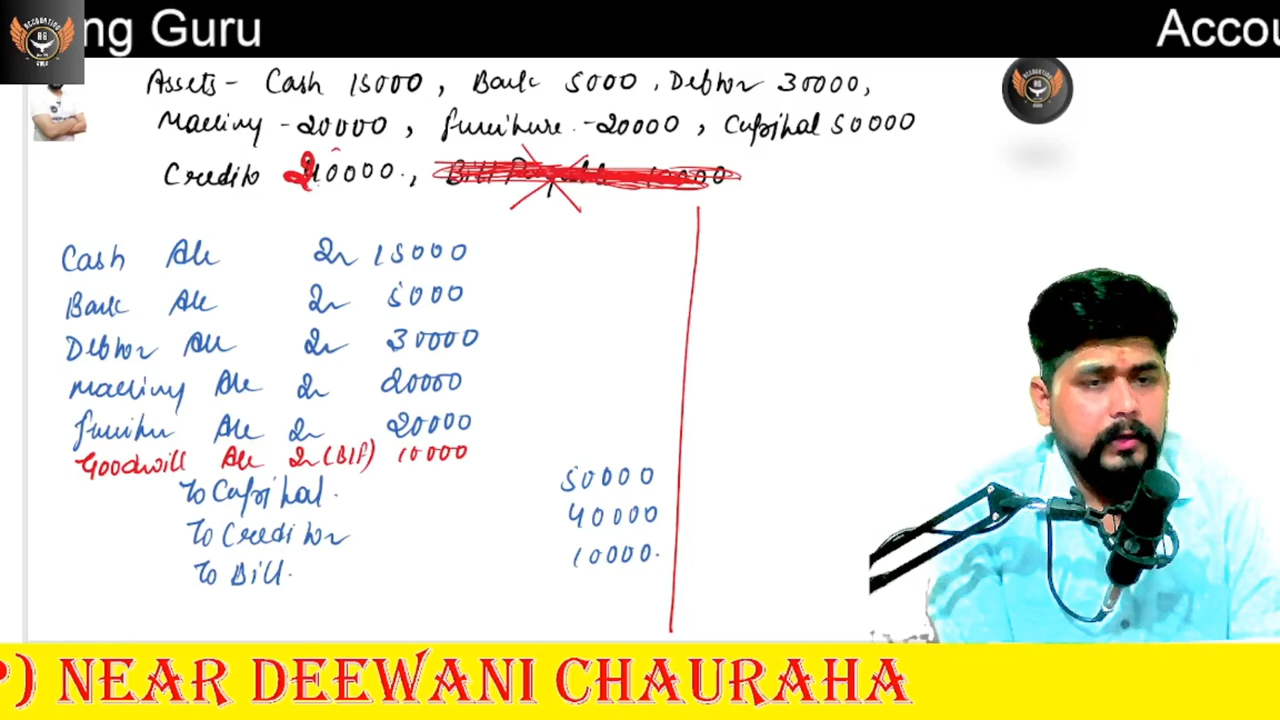 ng Guru
Accou
Assets - Cash 15000, Bank 5000, Debtor 30000,
Machinery - 20000, furniture - 20000, Capital 50000
Creditor 20000,
Cash A/c Dr 15000
Bank A/c Dr 5000
Debtor A/c Dr 30000
Machinery A/c Dr 20000
furniture A/c Dr 20000
Goodwill A/c Dr (B/f) 10000
To Capital. 50000
To Creditor 40000
To Bill. 10000.
P) NEAR DEEWANI CHAURAHA